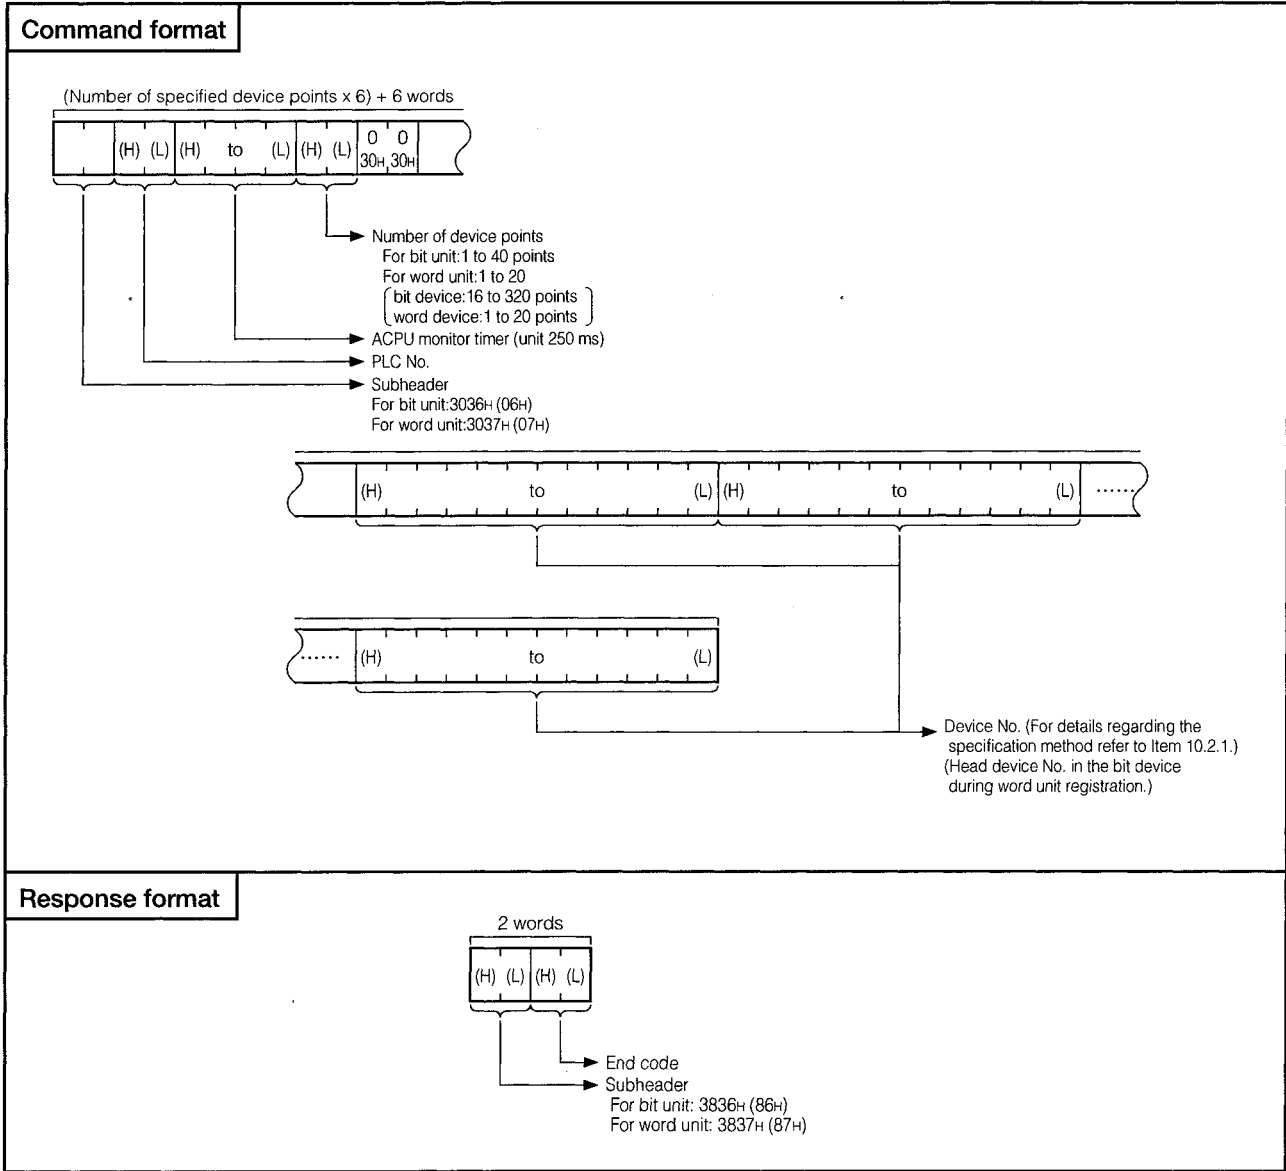 Command format
(Number of specified device points x 6) + 6 words
(H) (L) (H) to (L) (H) (L) 0 0
30H 30H
Number of device points
For bit unit:1 to 40 points
For word unit:1 to 20
bit device:16 to 320 points
word device:1 to 20 points
ACPU monitor timer (unit 250 ms)
PLC No.
Subheader
For bit unit:3036H (06H)
For word unit:3037H (07H)
(H) to (L) (H) to (L) ······
······ (H) to (L)
Device No. (For details regarding the
specification method refer to Item 10.2.1.)
(Head device No. in the bit device
during word unit registration.)
Response format
2 words
(H) (L) (H) (L)
End code
Subheader
For bit unit: 3836H (86H)
For word unit: 3837H (87H)